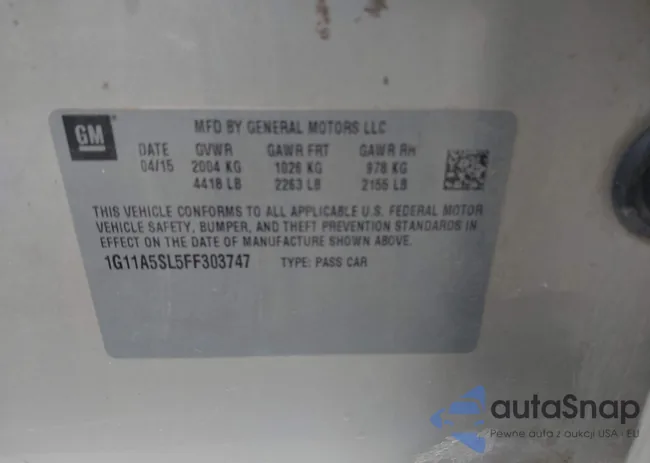 GM
MFD BY GENERAL MOTORS LLC
DATE GVWR GAWR FRT GAWR RR
04/15 2004 KG 1026 KG 978 KG
4418 LB 2263 LB 2155 LB
THIS VEHICLE CONFORMS TO ALL APPLICABLE U.S. FEDERAL MOTOR
VEHICLE SAFETY, BUMPER, AND THEFT PREVENTION STANDARDS IN
EFFECT ON THE DATE OF MANUFACTURE SHOWN ABOVE.
1G11A5SL5FF303747 TYPE: PASS CAR
autaSnap
Pewne auta z aukcji USA - EU